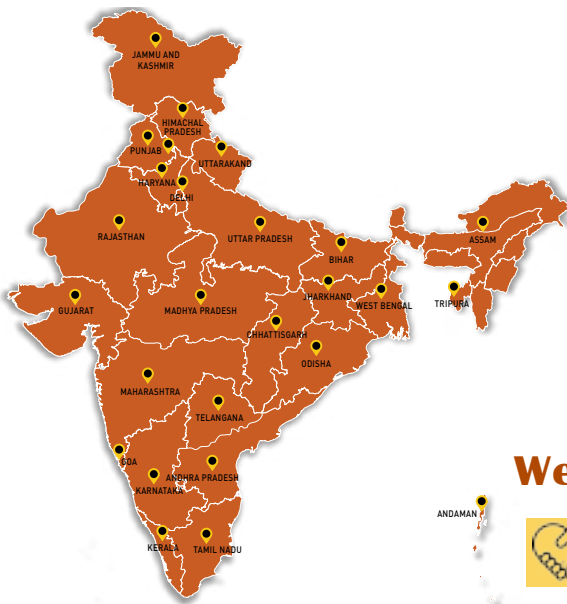 JAMMU AND
KASHMIR
HIMACHAL
PRADESH
PUNJAB
UTTARAKAND
HARYANA
DELHI
RAJASTHAN
UTTAR PRADESH
ASSAM
BIHAR
JHARKHAND
GUJARAT
MADHYA PRADESH
WEST BENGAL
TRIPURA
CHHATTISGARH
ODISHA
MAHARASHTRA
TELANGANA
GOA
ANDHRA PRADESH
KARNATAKA
We
ANDAMAN
KERALA
TAMIL NADU